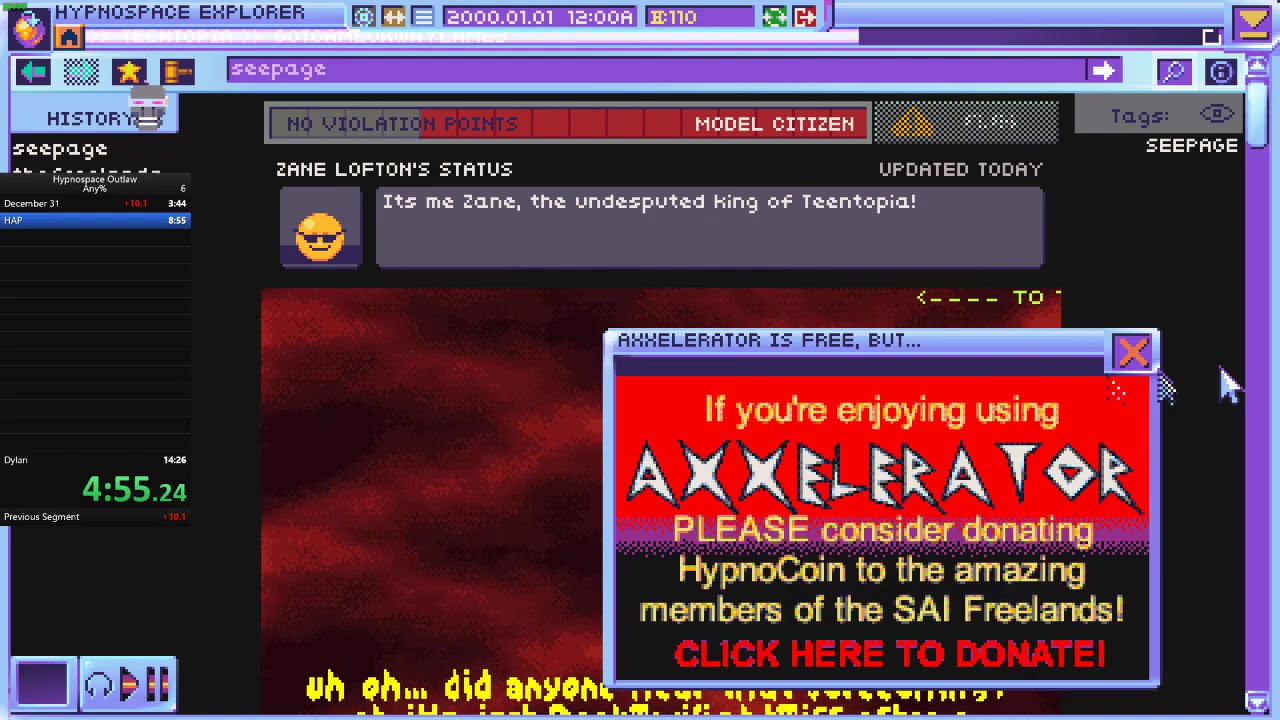 HYPNOSPACE EXPLORER
2000.01.01 12:00A
110
>> TEENTOPIA >>
seepage
HISTORY
seepage
Hypnospace Outlaw
Any%
6
December 31 +10.1 3:44
HAP 8:55
Dylan 14:26
4:55.24
Previous Segment +10.1
NO VIOLATION POINTS
MODEL CITIZEN
FLAG
Tags:
SEEPAGE
ZANE LOFTON'S STATUS
UPDATED TODAY
Its me Zane, the undesputed King of Teentopia!
<---- TO
AXXELERATOR IS FREE, BUT...
If you're enjoying using
AXXELERATOR
PLEASE consider donating
HypnoCoin to the amazing
members of the SAI Freelands!
CLICK HERE TO DONATE!
uh oh... did anyone hear that